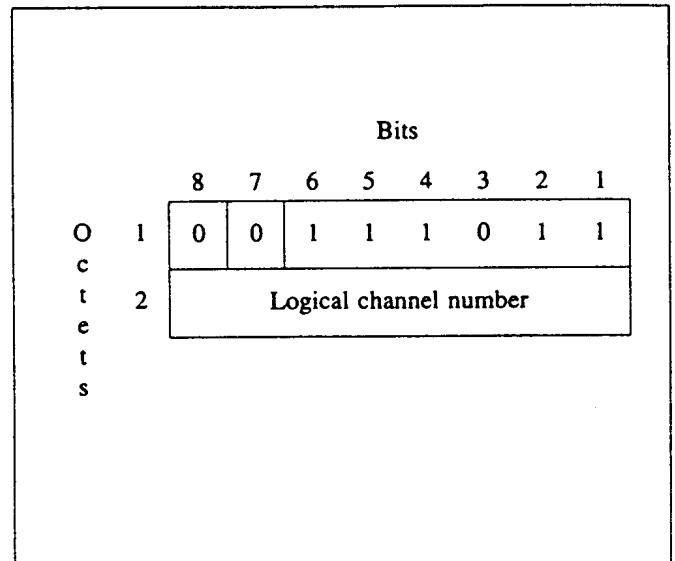 Bits
8 7 6 5 4 3 2 1
Octets
1 0 0 1 1 1 0 1 1
2 Logical channel number